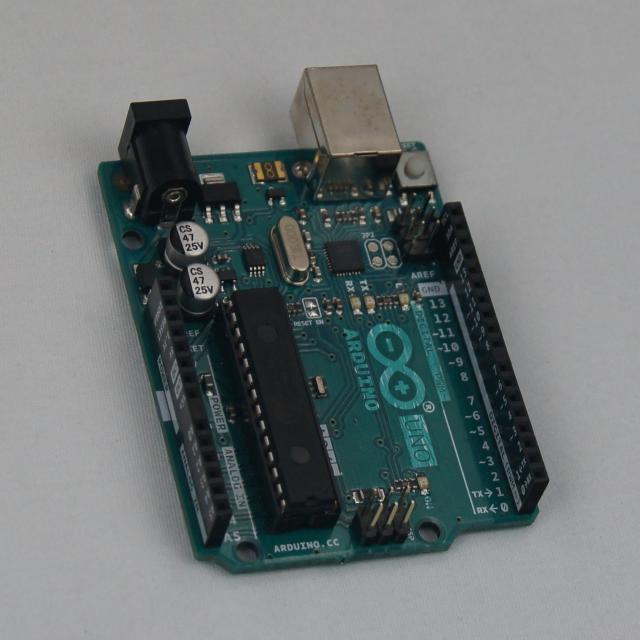 CS
47
25V
CS
47
25V
JP2
RESET EN
TX
RX
L
AREF
GND
13
12
~11
~10
~9
8
7
~6
~5
4
~3
2
TX→1
RX←0
ARDUINO
UNO
®
POWER
ANALOG IN
A5
ARDUINO.CC